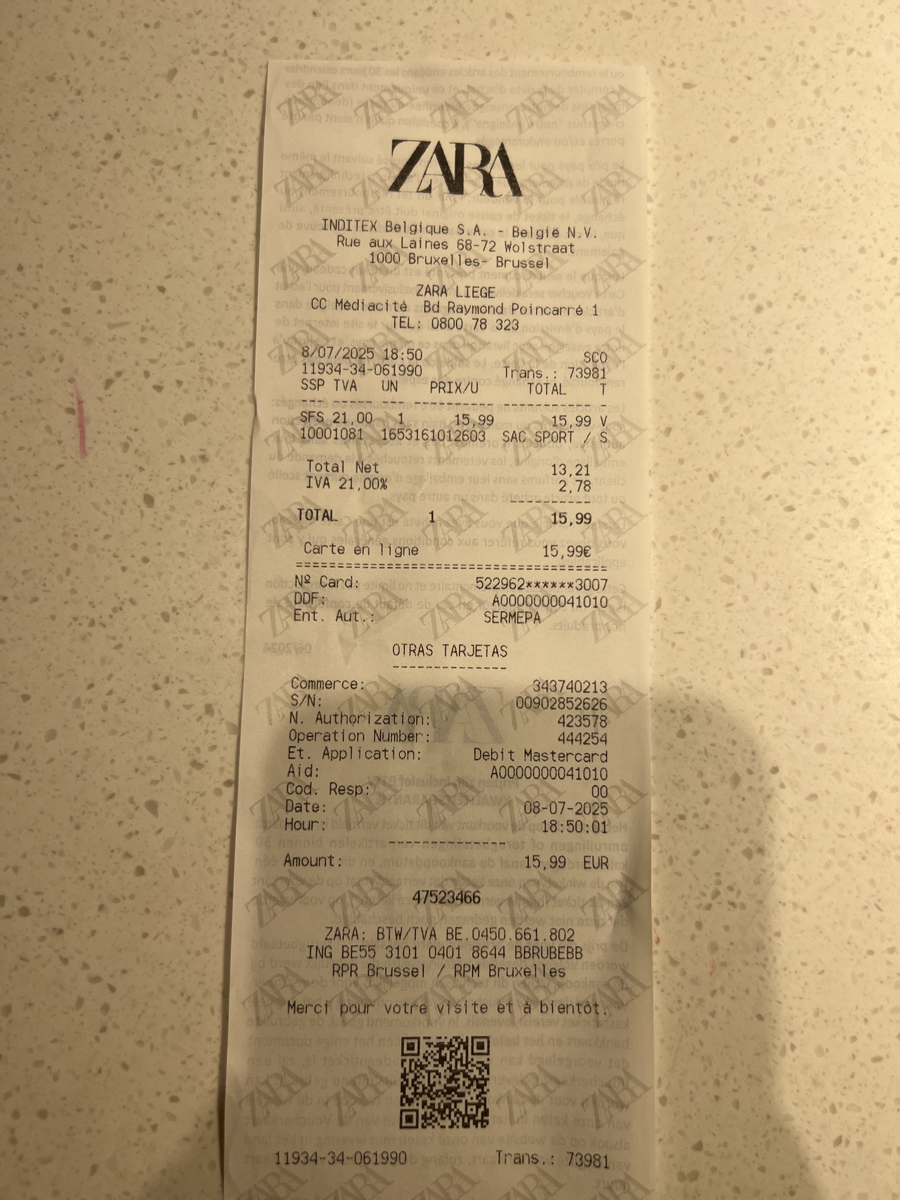 ZARA
INDITEX Belgique S.A. - België N.V.
Rue aux Laines 68-72 Wolstraat
1000 Bruxelles- Brussel
ZARA LIEGE
CC Médiacité Bd Raymond Poincarré 1
TEL: 0800 78 323
8/07/2025 18:50 SCO
11934-34-061990 Trans.: 73981
SSP TVA UN PRIX/U TOTAL T
SFS 21,00 1 15,99 15,99 V
10001081 1653161012603 SAC SPORT / S
Total Net 13,21
IVA 21,00% 2,78
TOTAL 1 15,99
Carte en ligne 15,99€
Nº Card: 522962******3007
DDF: A0000000041010
Ent. Aut.: SERMEPA
OTRAS TARJETAS
Commerce: 343740213
S/N: 00902852626
N. Authorization: 423578
Operation Number: 444254
Et. Application: Debit Mastercard
Aid: A0000000041010
Cod. Resp: 00
Date: 08-07-2025
Hour: 18:50:01
Amount: 15,99 EUR
47523466
ZARA: BTW/TVA BE.0450.661.802
ING BE55 3101 0401 8644 BBRUBEBB
RPR Brussel / RPM Bruxelles
Merci pour votre visite et à bientôt.
11934-34-061990 Trans.: 73981